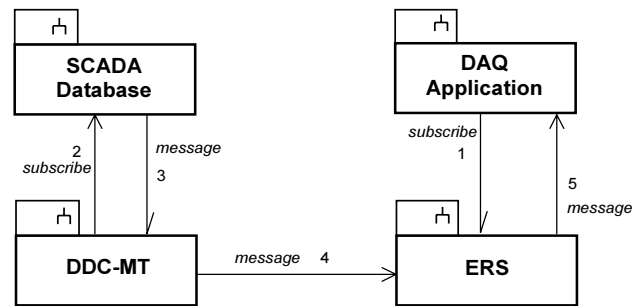 SCADA
Database
DAQ
Application
2
subscribe
message
3
subscribe
1
5
message
DDC-MT
message 4
ERS